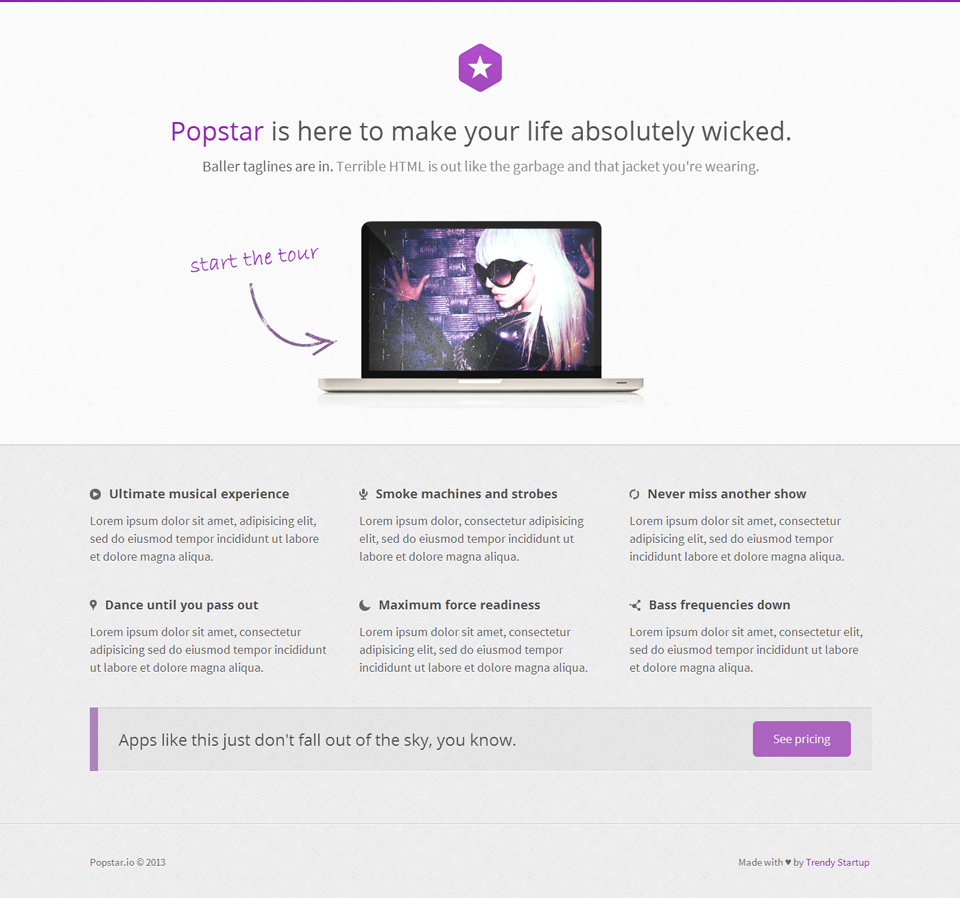 Popstar is here to make your life absolutely wicked.
Baller taglines are in. Terrible HTML is out like the garbage and that jacket you're wearing.
start the tour
Ultimate musical experience
Lorem ipsum dolor sit amet, adipisicing elit,
sed do eiusmod tempor incididunt ut labore
et dolore magna aliqua.
Smoke machines and strobes
Lorem ipsum dolor, consectetur adipisicing
elit, sed do eiusmod tempor incididunt ut
labore et dolore magna aliqua.
Never miss another show
Lorem ipsum dolor sit amet, consectetur
adipisicing elit, sed do eiusmod tempor
incididunt ut labore et dolore magna aliqua.
Dance until you pass out
Lorem ipsum dolor sit amet, consectetur
adipisicing sed do eiusmod tempor incididunt
ut labore et dolore magna aliqua.
Maximum force readiness
Lorem ipsum dolor sit amet, consectetur
adipisicing elit, sed do eiusmod tempor
incididunt ut labore et dolore magna aliqua.
Bass frequencies down
Lorem ipsum dolor sit amet, consectetur elit,
sed do eiusmod tempor incididunt ut labore
et dolore magna aliqua.
Apps like this just don't fall out of the sky, you know.
See pricing
Popstar.io © 2013
Made with ♥ by Trendy Startup